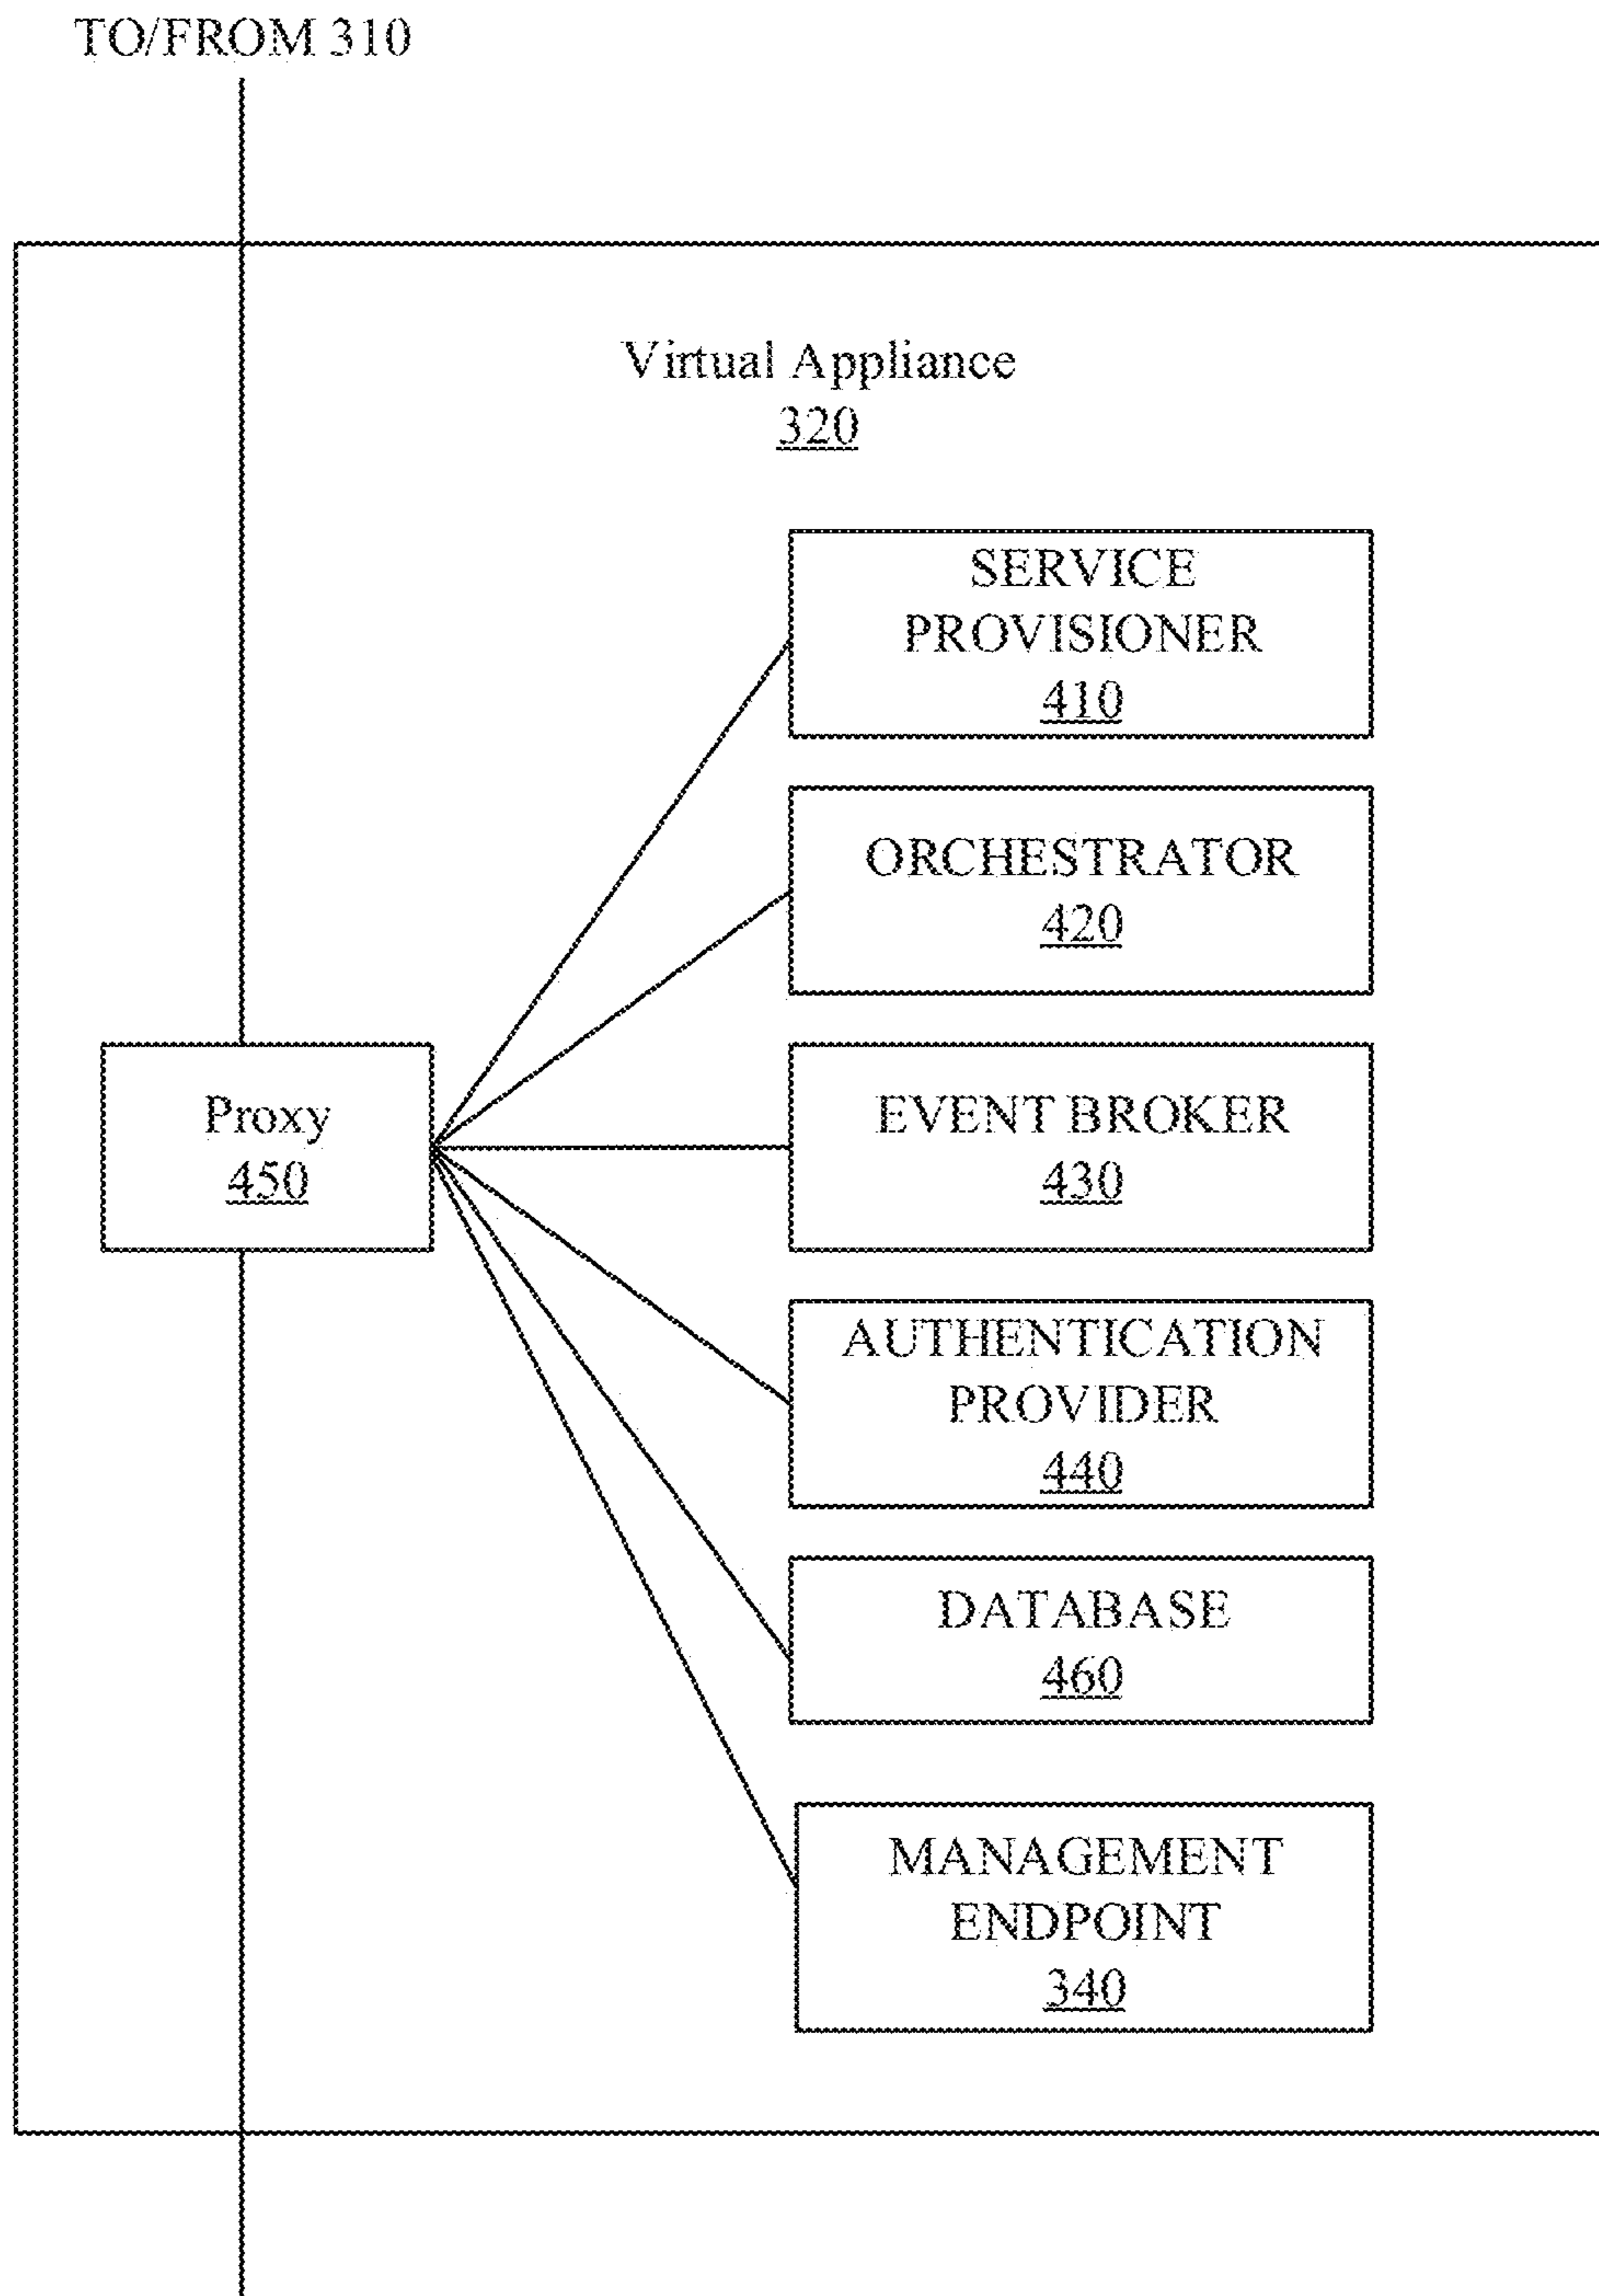 TO/FROM 310
Virtual Appliance
320
SERVICE
PROVISIONER
410
ORCHESTRATOR
420
Proxy
450
EVENT BROKER
430
AUTHENTICATION
PROVIDER
440
DATABASE
460
MANAGEMENT
ENDPOINT
340